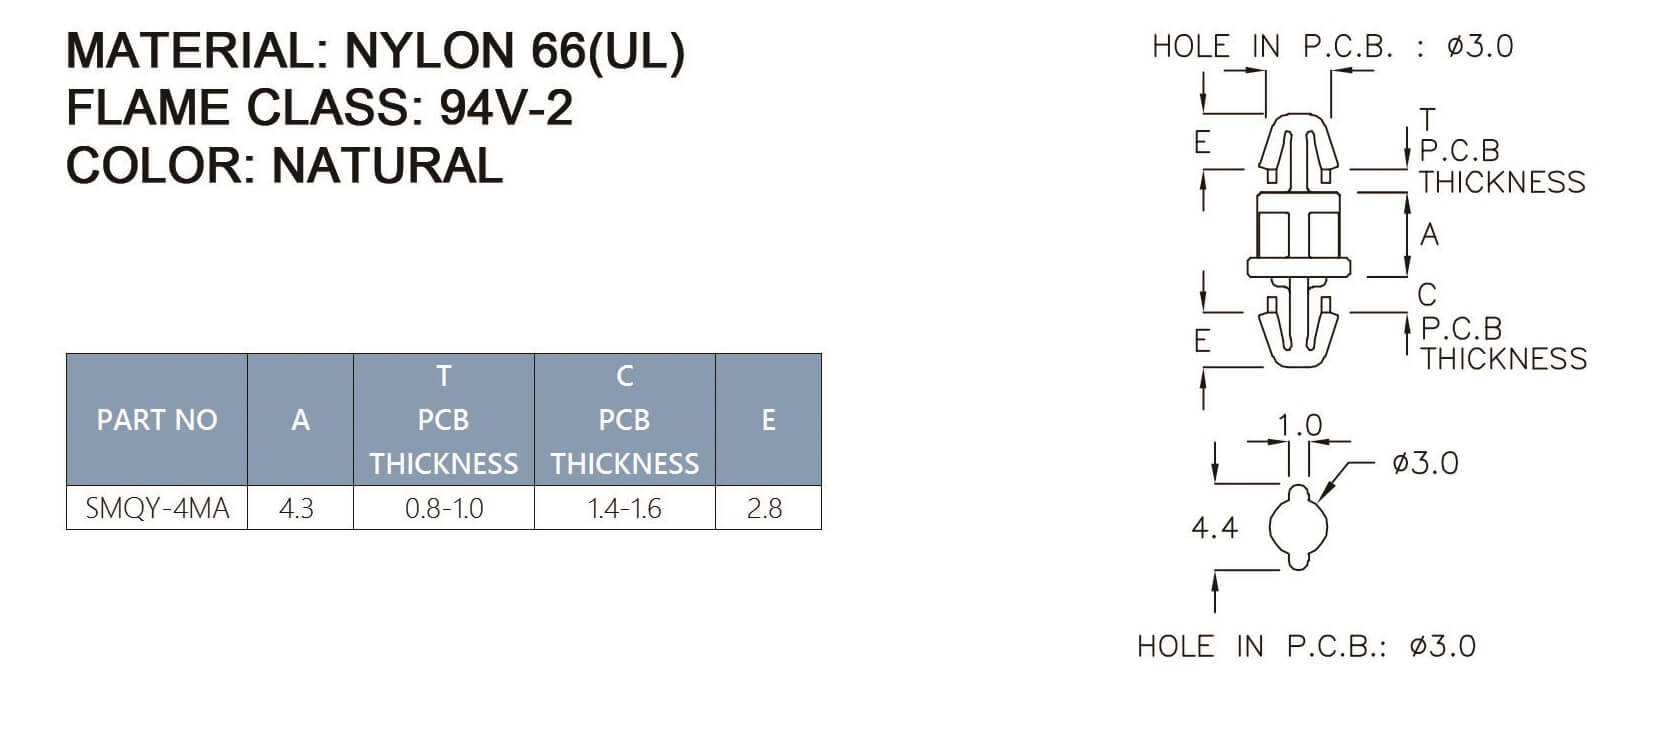 MATERIAL: NYLON 66(UL)
FLAME CLASS: 94V-2
COLOR: NATURAL
PART NO A T PCB THICKNESS C PCB THICKNESS E
SMQY-4MA 4.3 0.8-1.0 1.4-1.6 2.8
HOLE IN P.C.B. : ø3.0
E
T
P.C.B
THICKNESS
A
C
P.C.B
THICKNESS
E
1.0
ø3.0
4.4
HOLE IN P.C.B.: ø3.0